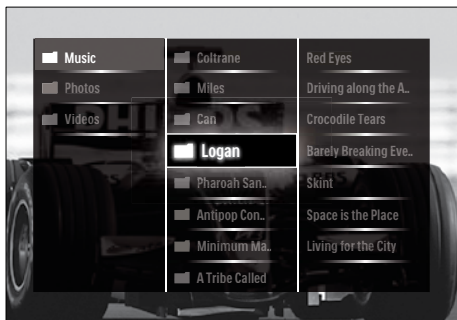 Music
Photos
Videos
Coltrane
Miles
Can
Logan
Pharoah San..
Antipop Con..
Minimum Ma..
A Tribe Called
Red Eyes
Driving along the A..
Crocodile Tears
Barely Breaking Eve..
Skint
Space is the Place
Living for the City